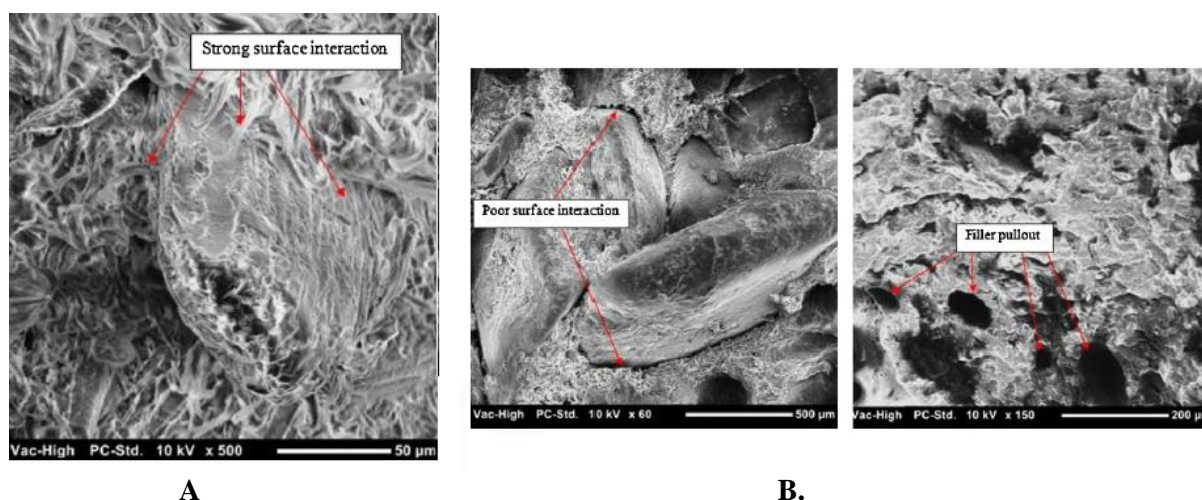 Strong surface interaction
Vac-High PC-Std. 10 kV x 500 50 µm
A
Poor surface interaction
Vac-High PC-Std. 10 kV x 60 500 µm
Filler pullout
Vac-High PC-Std. 10 kV x 150 200 µ
B.